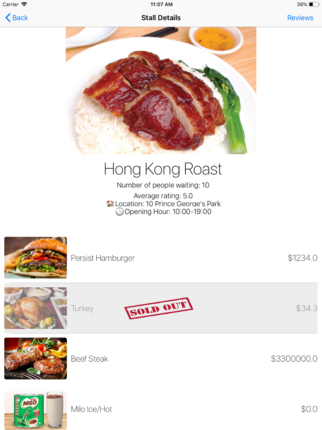 Carrier 11:07 AM 36%
Back Stall Details Reviews
Hong Kong Roast
Number of people waiting: 10
Average rating: 5.0
Location: 10 Prince George's Park
Opening Hour: 10:00-19:00
Persist Hamburger $1234.0
Turkey SOLD OUT $34.3
Beef Steak $3300000.0
MILO
Milo Ice/Hot $0.0